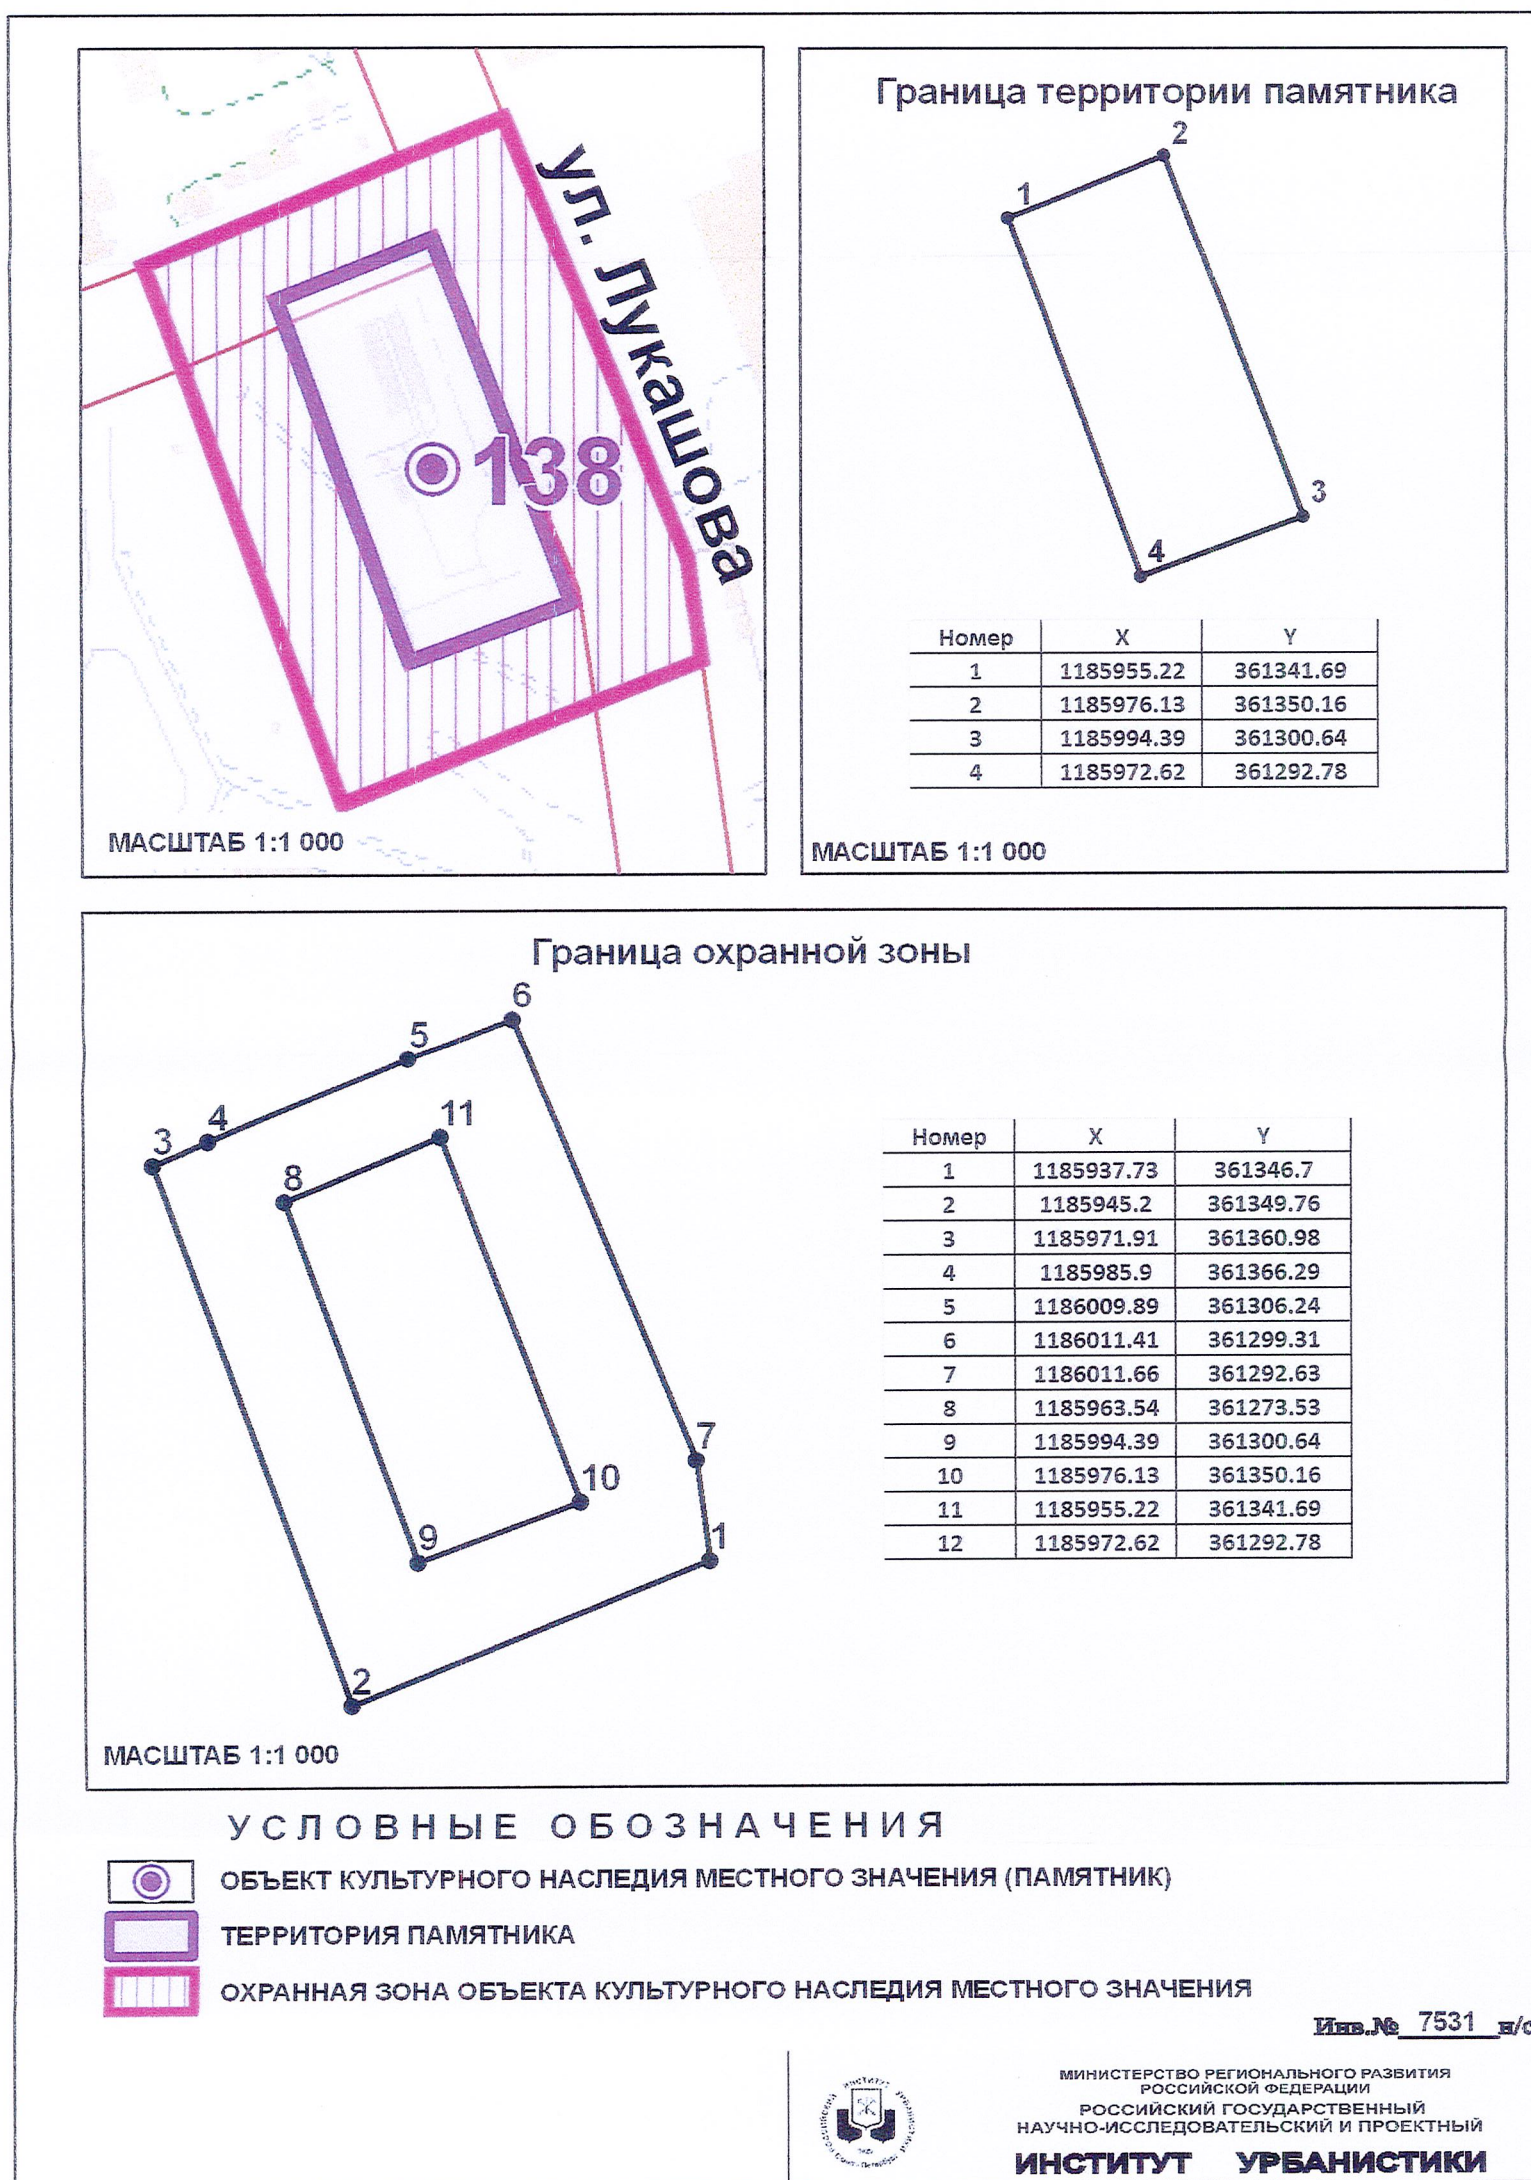 ул. Лукашова
138
МАСШТАБ 1:1 000
Граница территории памятника
1
2
3
4
Номер X Y
1 1185955.22 361341.69
2 1185976.13 361350.16
3 1185994.39 361300.64
4 1185972.62 361292.78
МАСШТАБ 1:1 000
Граница охранной зоны
6
5
11
4
3
8
7
10
9
1
2
Номер X Y
1 1185937.73 361346.7
2 1185945.2 361349.76
3 1185971.91 361360.98
4 1185985.9 361366.29
5 1186009.89 361306.24
6 1186011.41 361299.31
7 1186011.66 361292.63
8 1185963.54 361273.53
9 1185994.39 361300.64
10 1185976.13 361350.16
11 1185955.22 361341.69
12 1185972.62 361292.78
МАСШТАБ 1:1 000
УСЛОВНЫЕ ОБОЗНАЧЕНИЯ
ОБЪЕКТ КУЛЬТУРНОГО НАСЛЕДИЯ МЕСТНОГО ЗНАЧЕНИЯ (ПАМЯТНИК)
ТЕРРИТОРИЯ ПАМЯТНИКА
ОХРАННАЯ ЗОНА ОБЪЕКТА КУЛЬТУРНОГО НАСЛЕДИЯ МЕСТНОГО ЗНАЧЕНИЯ
Инв.№ 7531 н/с
МИНИСТЕРСТВО РЕГИОНАЛЬНОГО РАЗВИТИЯ
РОССИЙСКОЙ ФЕДЕРАЦИИ
РОССИЙСКИЙ ГОСУДАРСТВЕННЫЙ
НАУЧНО-ИССЛЕДОВАТЕЛЬСКИЙ И ПРОЕКТНЫЙ
ИНСТИТУТ УРБАНИСТИКИ